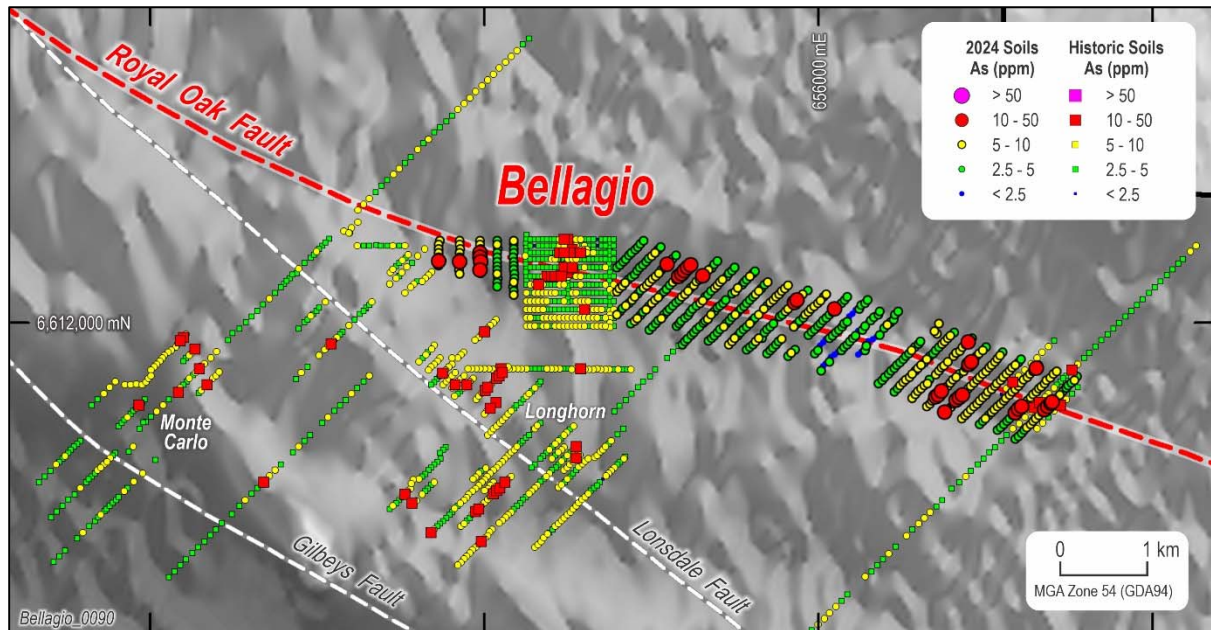 Royal Oak Fault
656000 mE
2024 Soils
As (ppm)
Historic Soils
As (ppm)
> 50
> 50
10 - 50
10 - 50
5 - 10
5 - 10
2.5 - 5
2.5 - 5
< 2.5
< 2.5
Bellagio
6,612,000 mN
Monte
Carlo
Longhorn
Gilbeys Fault
Lonsdale Fault
0
1 km
MGA Zone 54 (GDA94)
Bellagio_0090